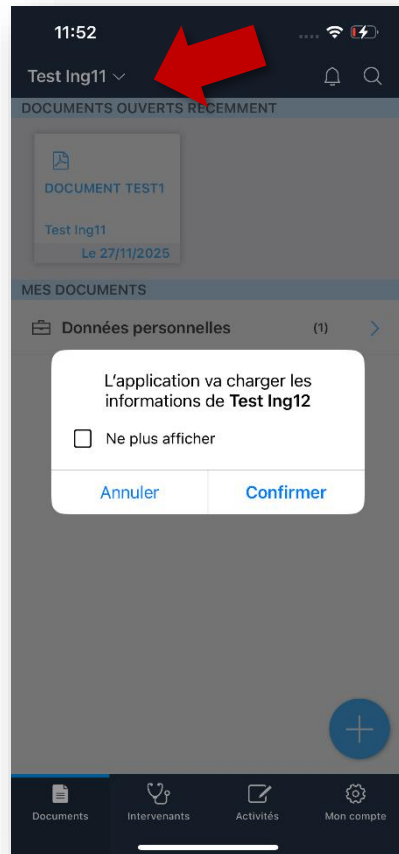 11:52
Test Ing11
DOCUMENTS OUVERTS RÉCEMMENT
DOCUMENT TEST1
Test Ing11
Le 27/11/2025
MES DOCUMENTS
Données personnelles (1)
L'application va charger les
informations de Test Ing12
Ne plus afficher
Annuler Confirmer
Documents Intervenants Activités Mon compte